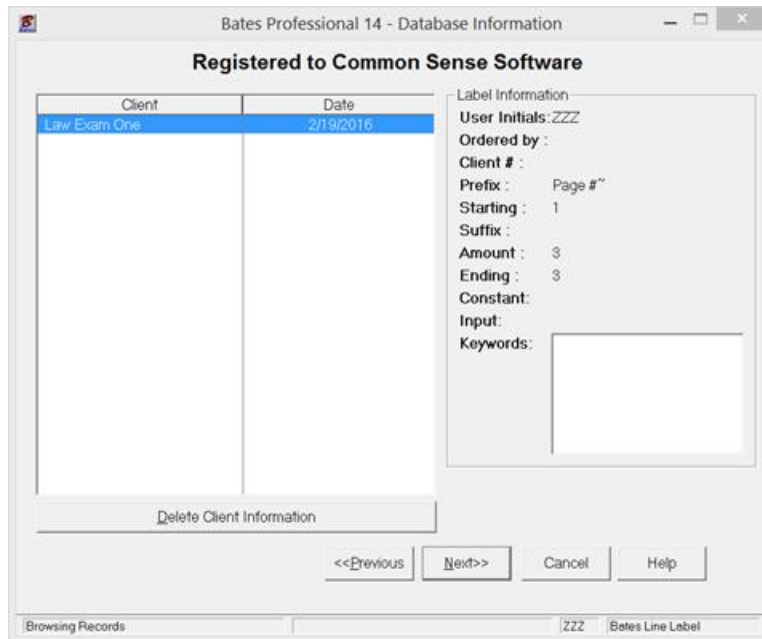 Bates Professional 14 - Database Information
Registered to Common Sense Software
Client Date
Law Exam One 2/19/2016
Delete Client Information
Label Information
User Initials: ZZZ
Ordered by :
Client # :
Prefix : Page #~
Starting : 1
Suffix :
Amount : 3
Ending : 3
Constant:
Input:
Keywords:
<<Previous Next>> Cancel Help
Browsing Records ZZZ Bates Line Label